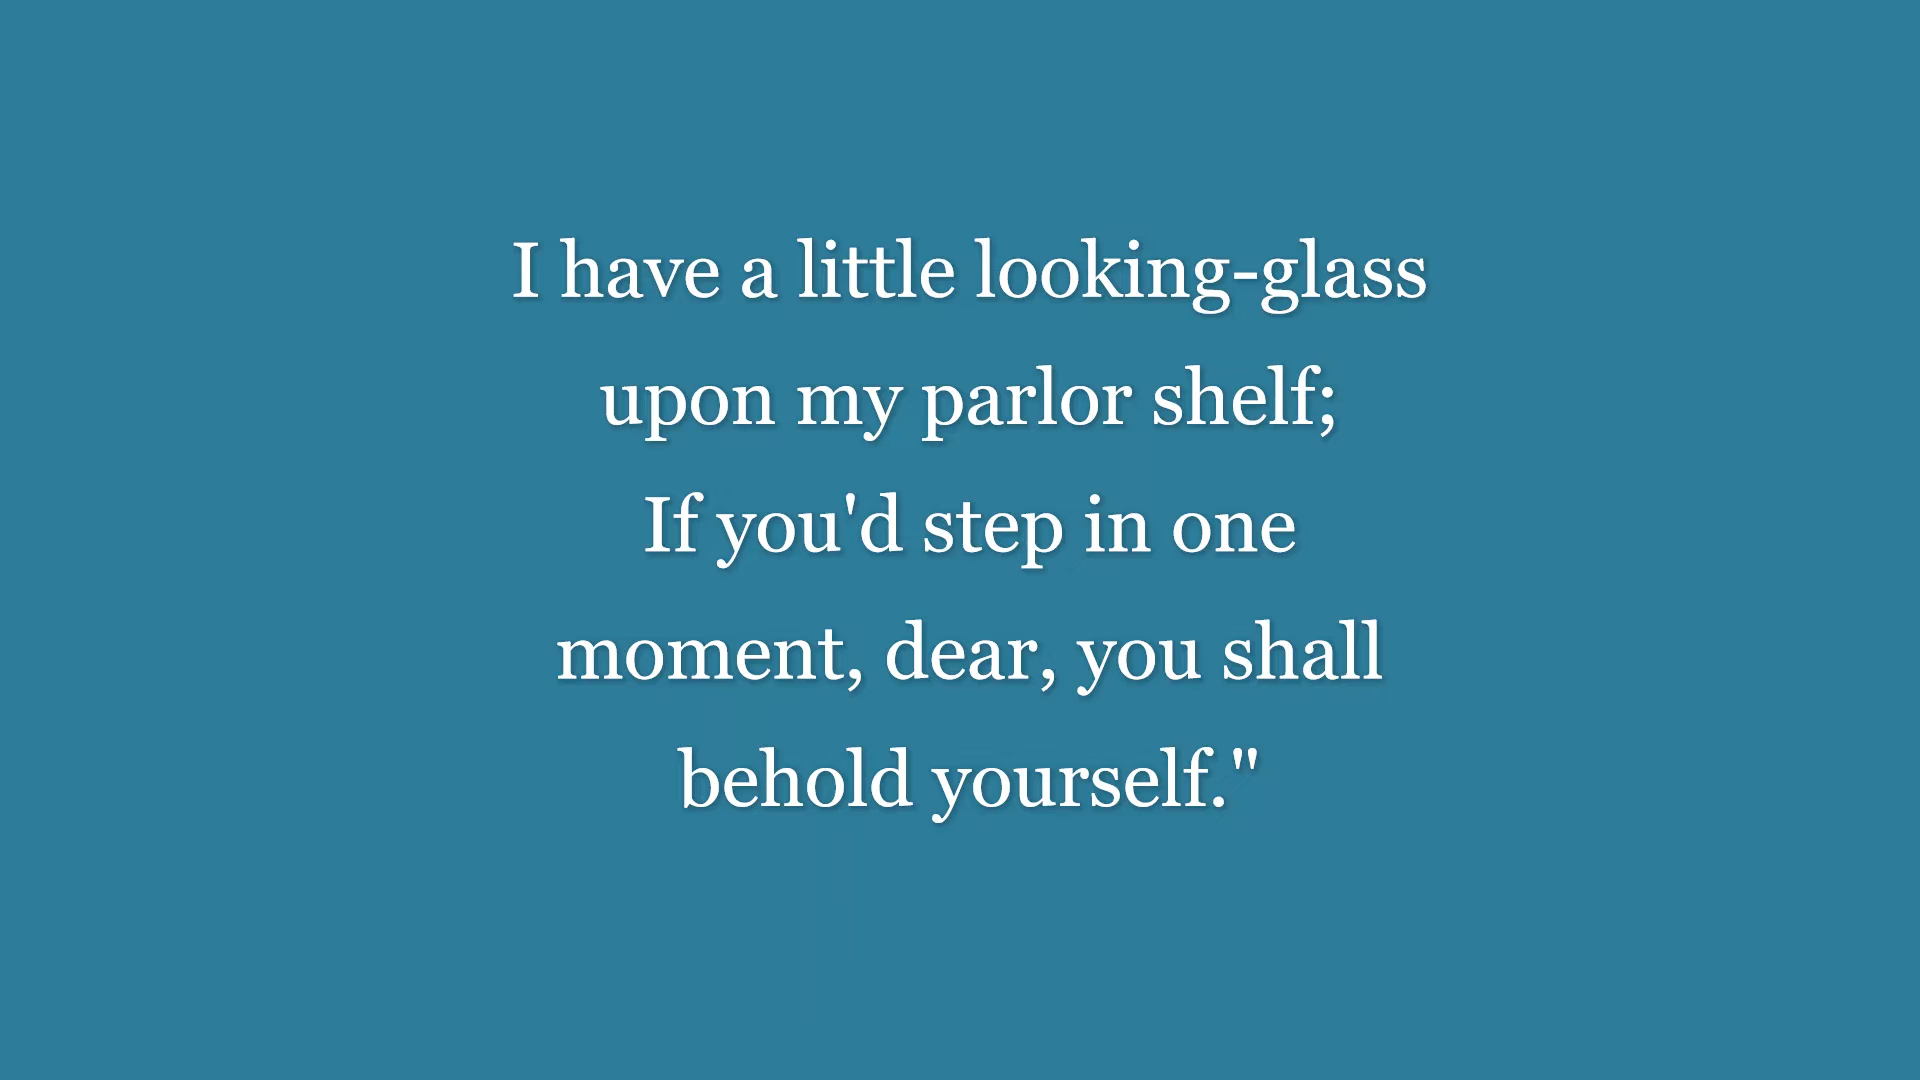 I have a little looking-glass
upon my parlor shelf;
If you'd step in one
moment, dear, you shall
behold yourself."